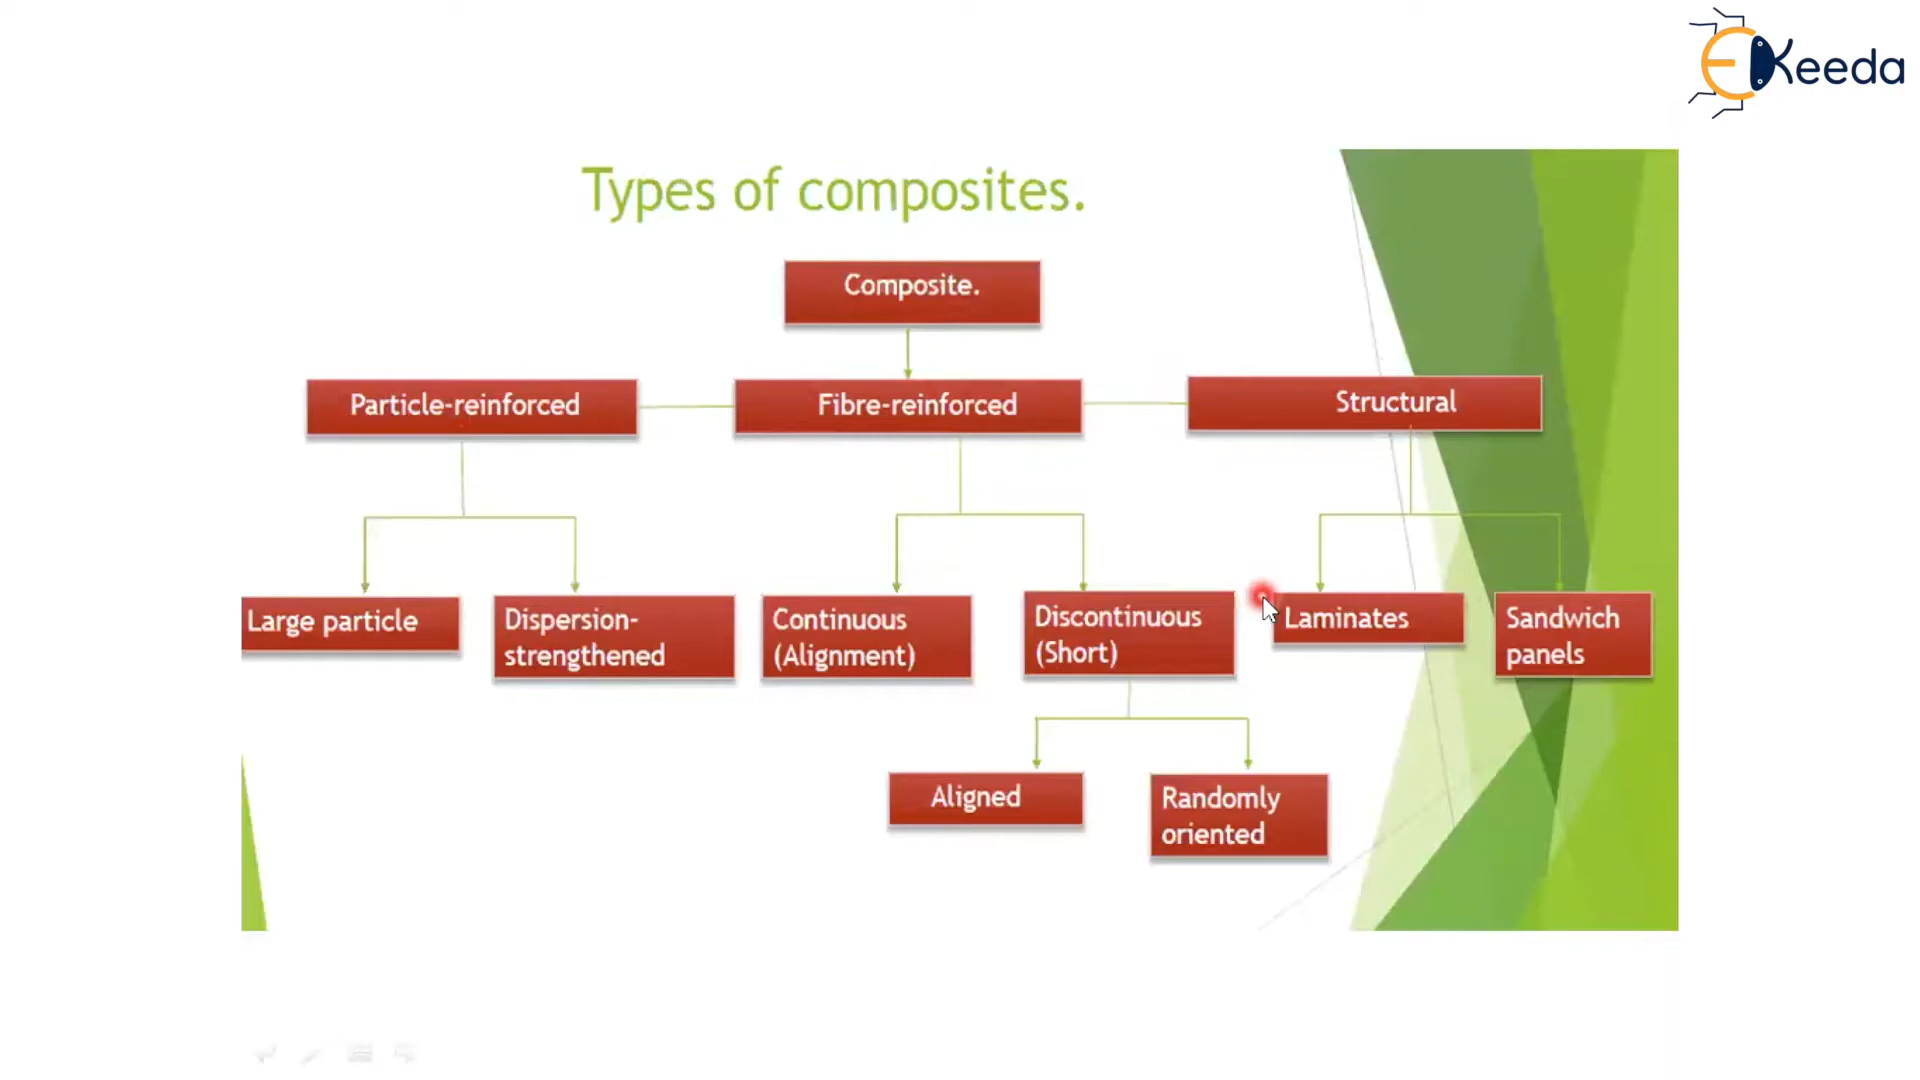 EKeeda
Types of composites.
Composite.
Particle-reinforced
Fibre-reinforced
Structural
Large particle
Dispersion-
strengthened
Continuous
(Alignment)
Discontinuous
(Short)
Laminates
Sandwich
panels
Aligned
Randomly
oriented